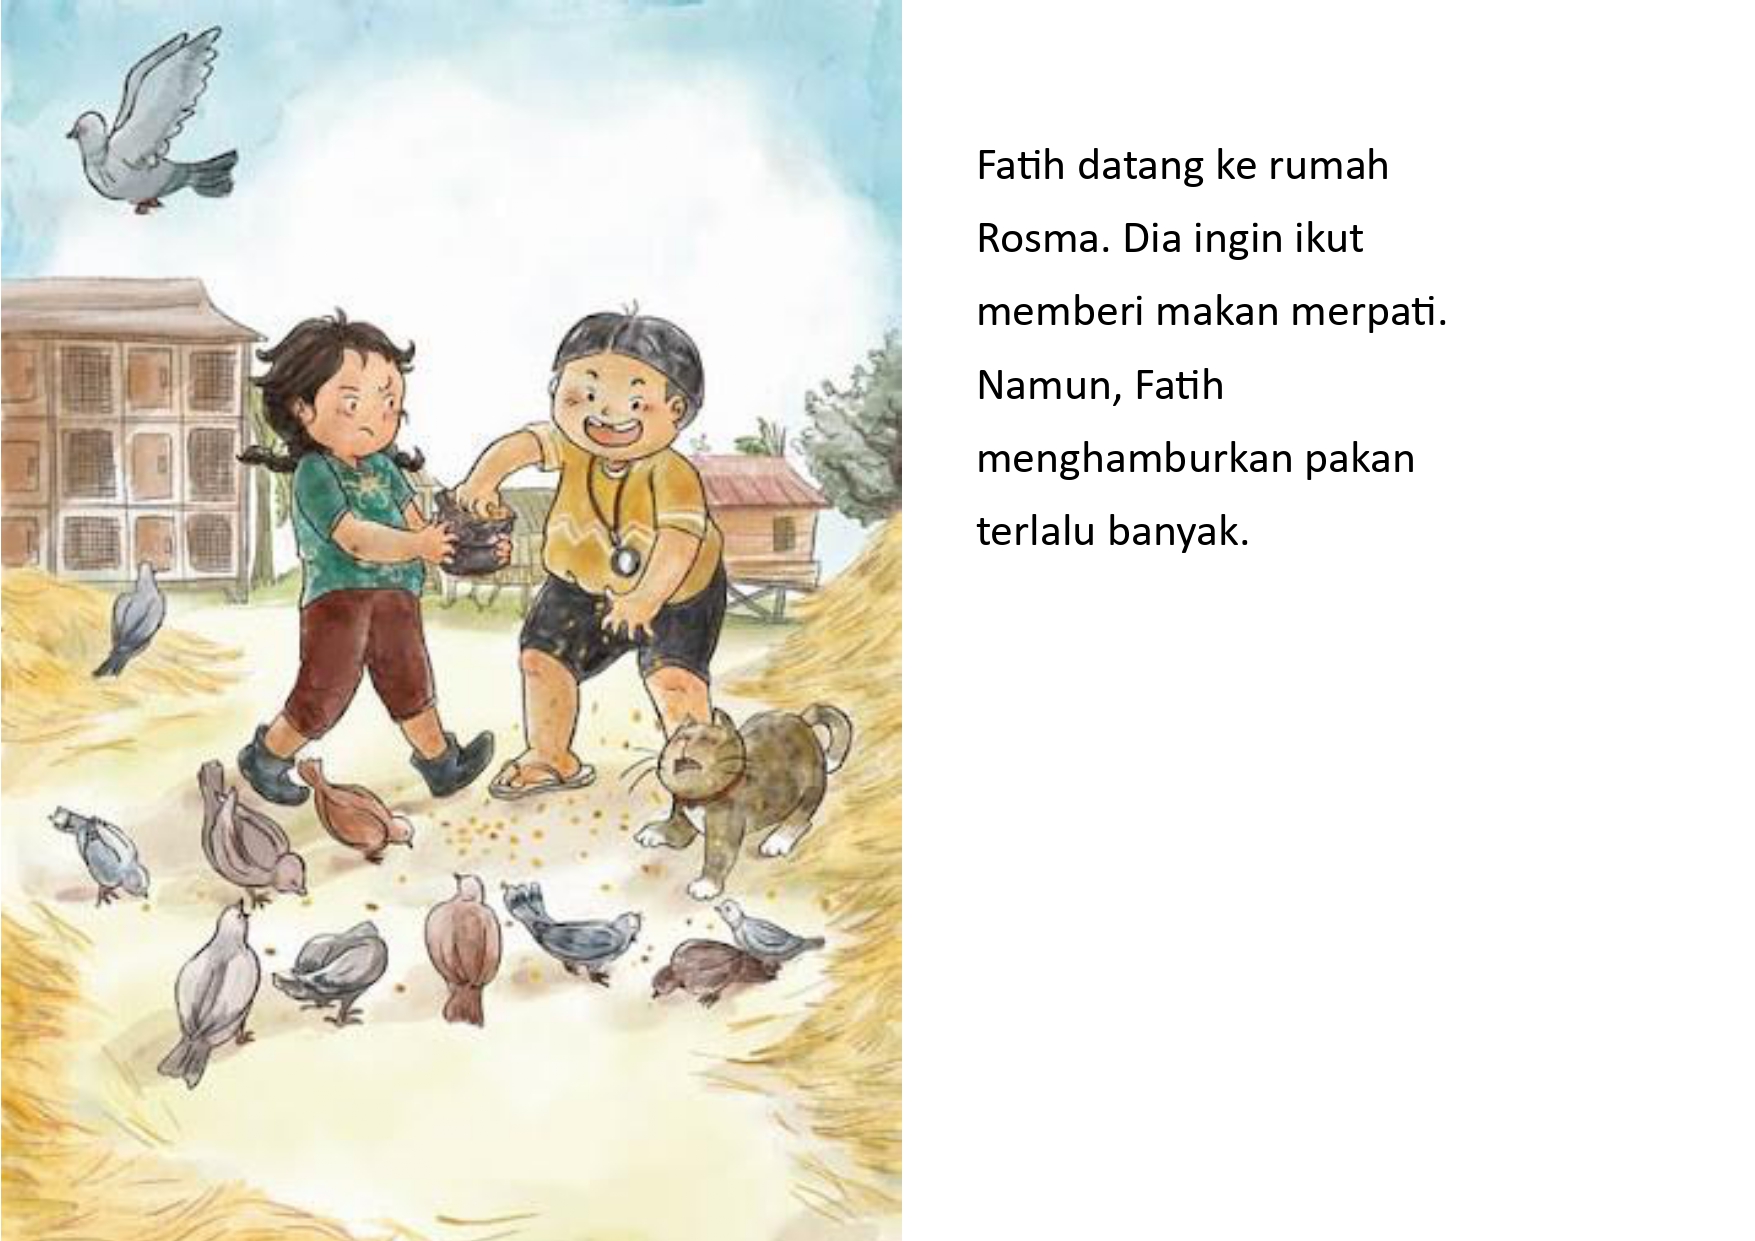 Fatih datang ke rumah
Rosma. Dia ingin ikut
memberi makan merpati.
Namun, Fatih
menghamburkan pakan
terlalu banyak.